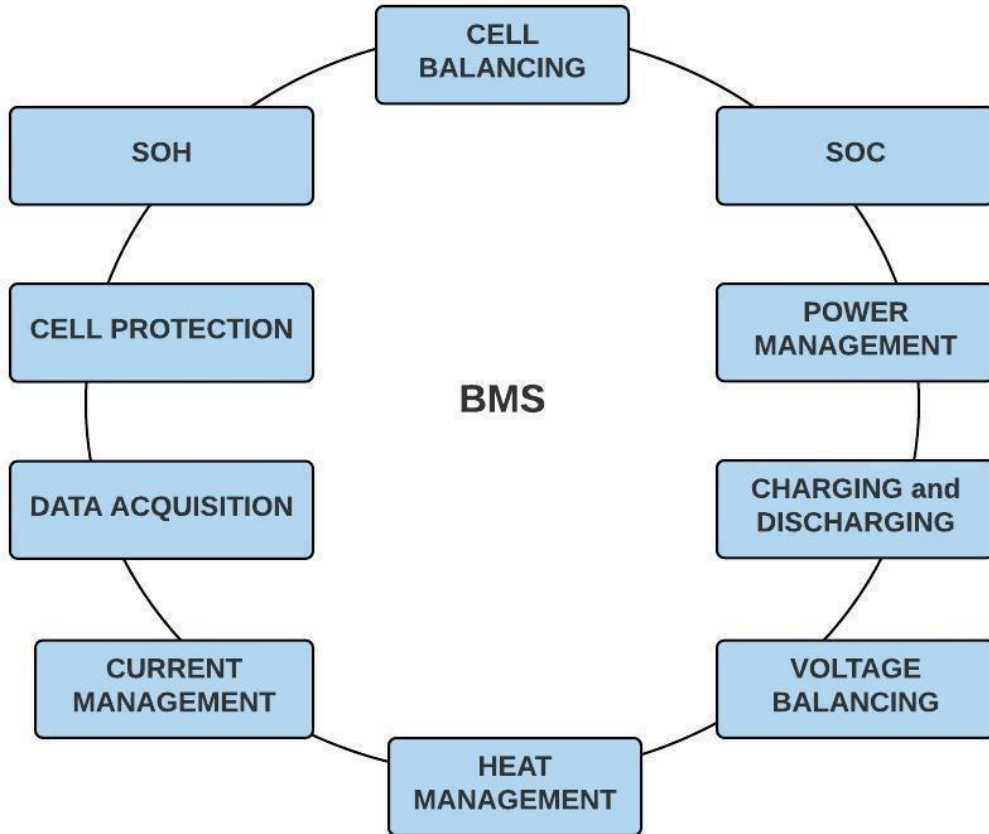 CELL
BALANCING
SOH
SOC
CELL PROTECTION
POWER
MANAGEMENT
BMS
DATA ACQUISITION
CHARGING and
DISCHARGING
CURRENT
MANAGEMENT
VOLTAGE
BALANCING
HEAT
MANAGEMENT